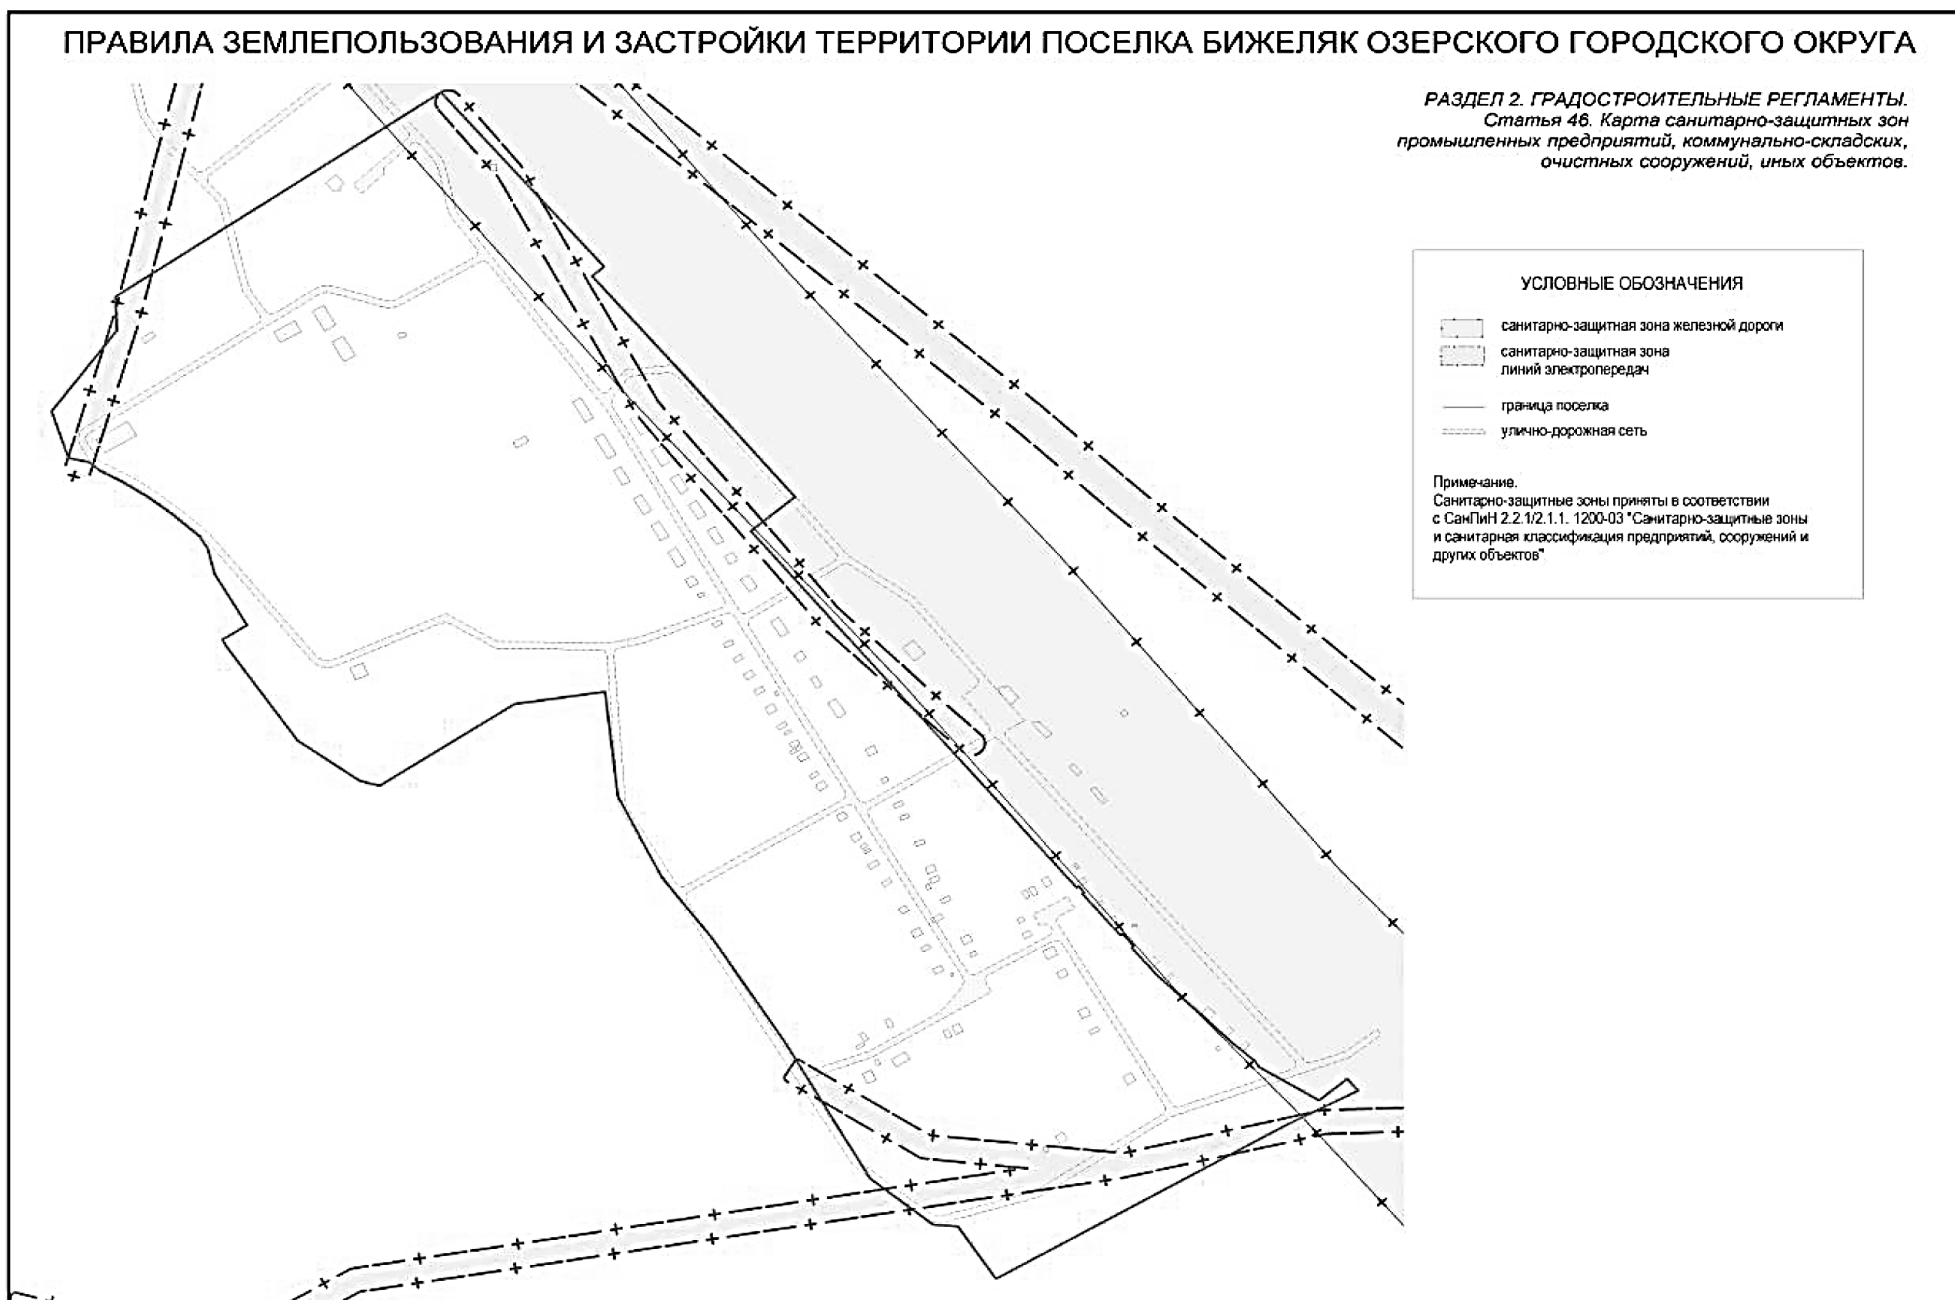 ПРАВИЛА ЗЕМЛЕПОЛЬЗОВАНИЯ И ЗАСТРОЙКИ ТЕРРИТОРИИ ПОСЕЛКА БИЖЕЛЯК ОЗЕРСКОГО ГОРОДСКОГО ОКРУГА
РАЗДЕЛ 2. ГРАДОСТРОИТЕЛЬНЫЕ РЕГЛАМЕНТЫ.
Статья 46. Карта санитарно-защитных зон
промышленных предприятий, коммунально-складских,
очистных сооружений, иных объектов.
УСЛОВНЫЕ ОБОЗНАЧЕНИЯ
санитарно-защитная зона железной дороги
санитарно-защитная зона
линий электропередач
граница поселка
улично-дорожная сеть
Примечание.
Санитарно-защитные зоны приняты в соответствии
с СанПиН 2.2.1/2.1.1. 1200-03 "Санитарно-защитные зоны
и санитарная классификация предприятий, сооружений и
других объектов"